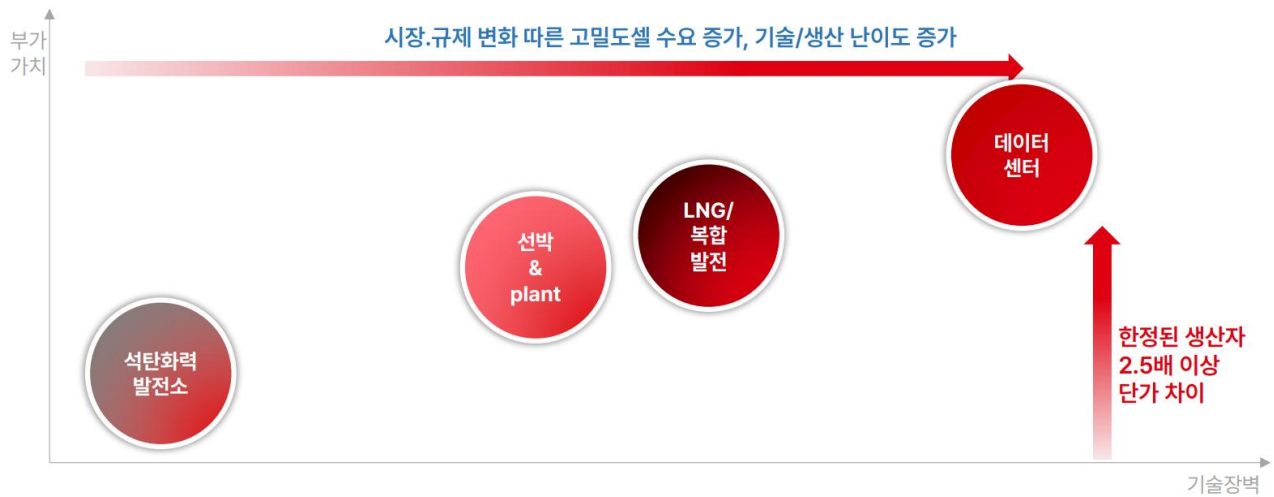 부가
가치
시장.규제 변화 따른 고밀도셀 수요 증가, 기술/생산 난이도 증가
데이터
센터
LNG/
복합
발전
선박
&
plant
석탄화력
발전소
한정된 생산자
2.5배 이상
단가 차이
기술장벽